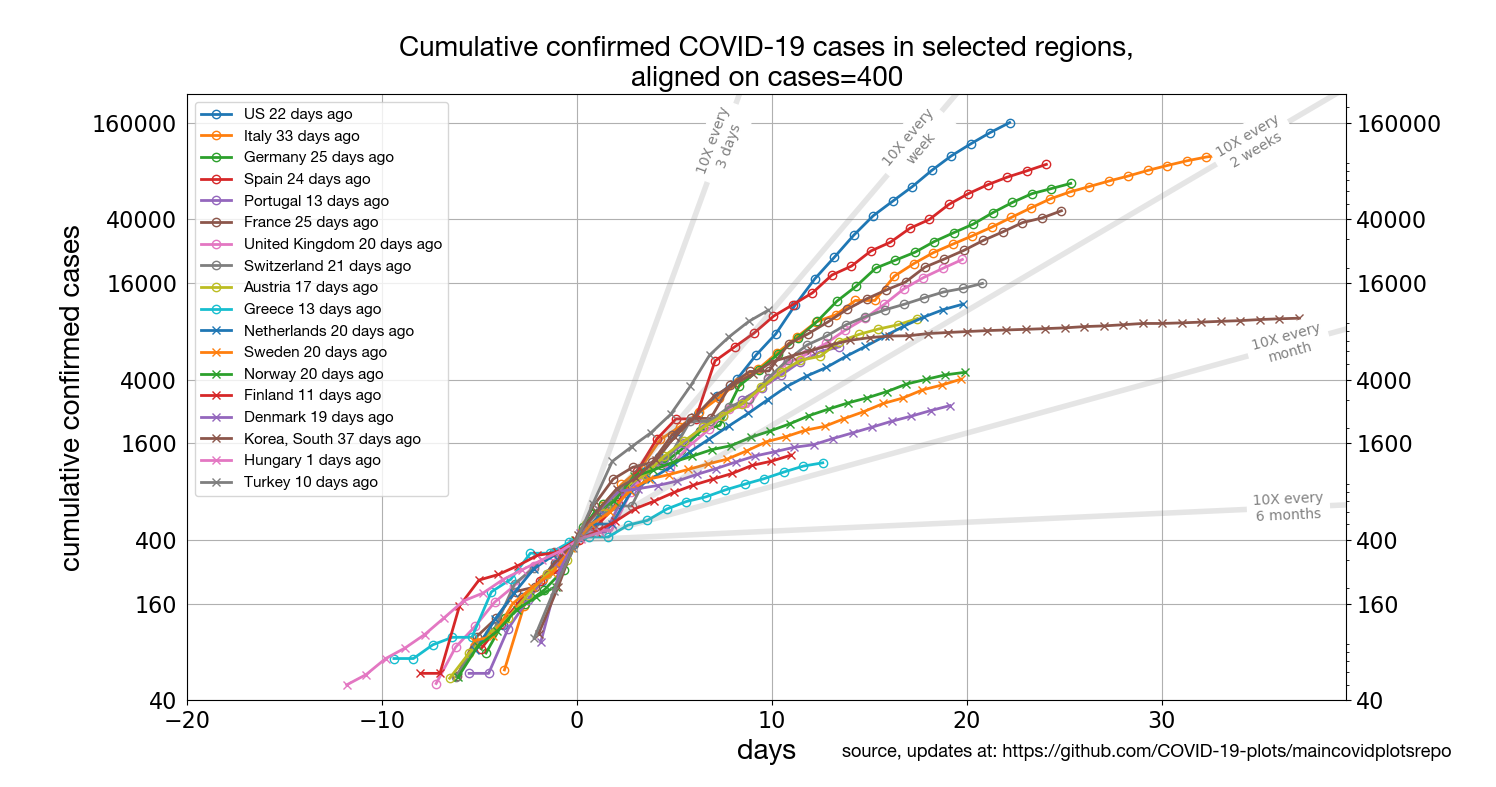 Cumulative confirmed COVID-19 cases in selected regions,
aligned on cases=400
cumulative confirmed cases
160000
40000
16000
4000
1600
400
160
40
US 22 days ago
Italy 33 days ago
Germany 25 days ago
Spain 24 days ago
Portugal 13 days ago
France 25 days ago
United Kingdom 20 days ago
Switzerland 21 days ago
Austria 17 days ago
Greece 13 days ago
Netherlands 20 days ago
Sweden 20 days ago
Norway 20 days ago
Finland 11 days ago
Denmark 19 days ago
Korea, South 37 days ago
Hungary 1 days ago
Turkey 10 days ago
10X every
3 days
10X every
week
10X every
2 weeks
10X every
month
10X every
6 months
160000
40000
16000
4000
1600
400
160
40
−20 −10 0 10 20 30
days
source, updates at: https://github.com/COVID-19-plots/maincovidplotsrepo